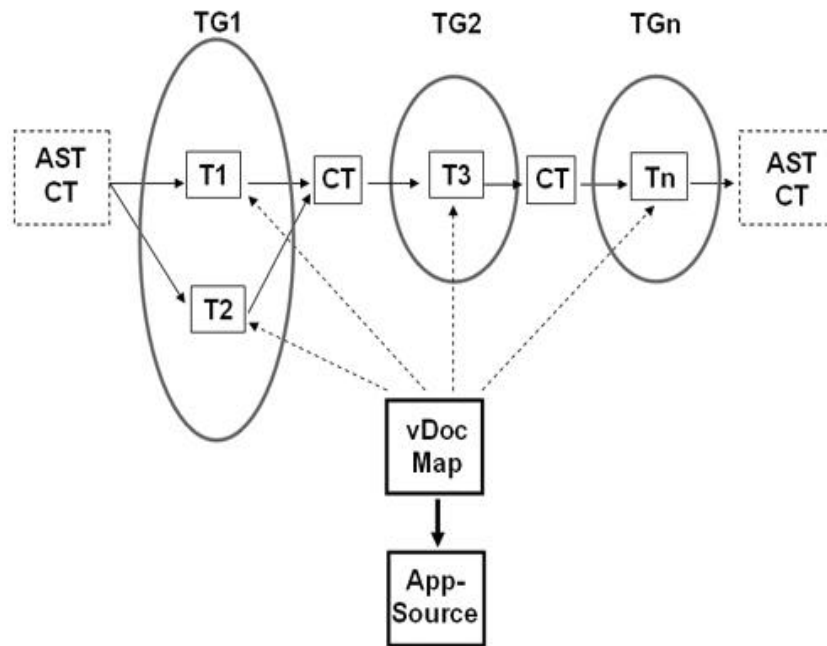 TG1
TG2
TGn
AST
CT
T1
CT
T3
CT
Tn
AST
CT
T2
vDoc
Map
App-
Source